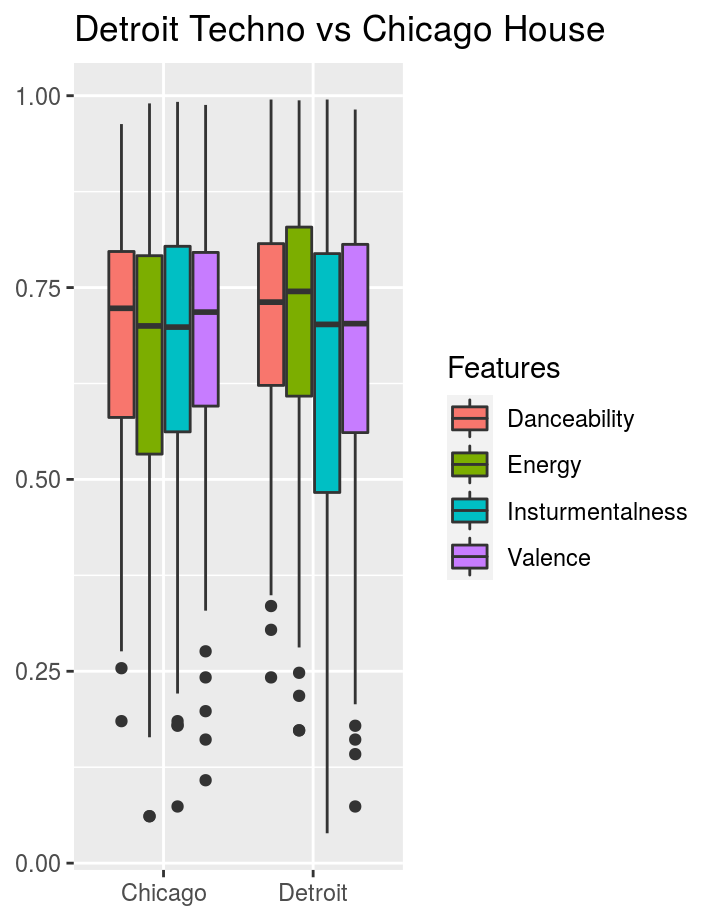 Detroit Techno vs Chicago House
1.00
0.75
0.50
0.25
0.00
Chicago
Detroit
Features
Danceability
Energy
Insturmentalness
Valence